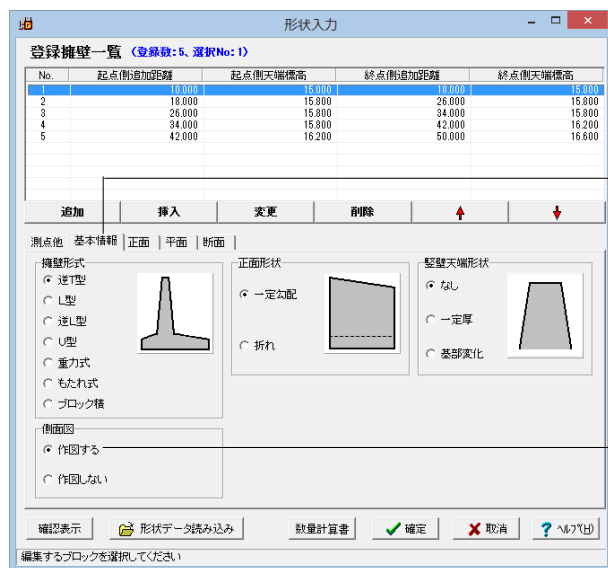 形状入力
登録擁壁一覧 (登録数:5、選択No:1)
No. 起点側追加距離 起点側天端標高 終点側追加距離 終点側天端標高
1 10.000 15.000 18.000 15.800
2 18.000 15.800 26.000 15.800
3 26.000 15.800 34.000 15.800
4 34.000 15.800 42.000 16.200
5 42.000 16.200 50.000 16.600
追加 挿入 変更 削除
測点他 基本情報 正面 平面 断面
擁壁形式 正面形状 竪壁天端形状
逆T型 一定勾配 なし
L型
逆L型 一定厚
U型 折れ 基部変化
重力式
もたれ式
ブロック積
側面図
作図する
作図しない
確認表示 形状データ読み込み 数量計算書 確定 取消 ヘルプ(H)
編集するブロックを選択してください